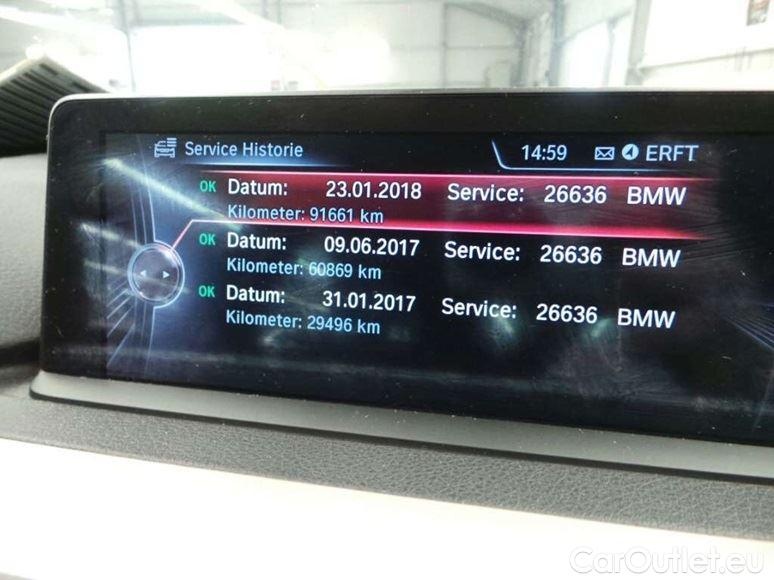 Service Historie 14:59 ERFT
OK Datum: 23.01.2018 Service: 26636 BMW
Kilometer: 91661 km
OK Datum: 09.06.2017 Service: 26636 BMW
Kilometer: 60869 km
OK Datum: 31.01.2017 Service: 26636 BMW
Kilometer: 29496 km
CarOutlet.eu